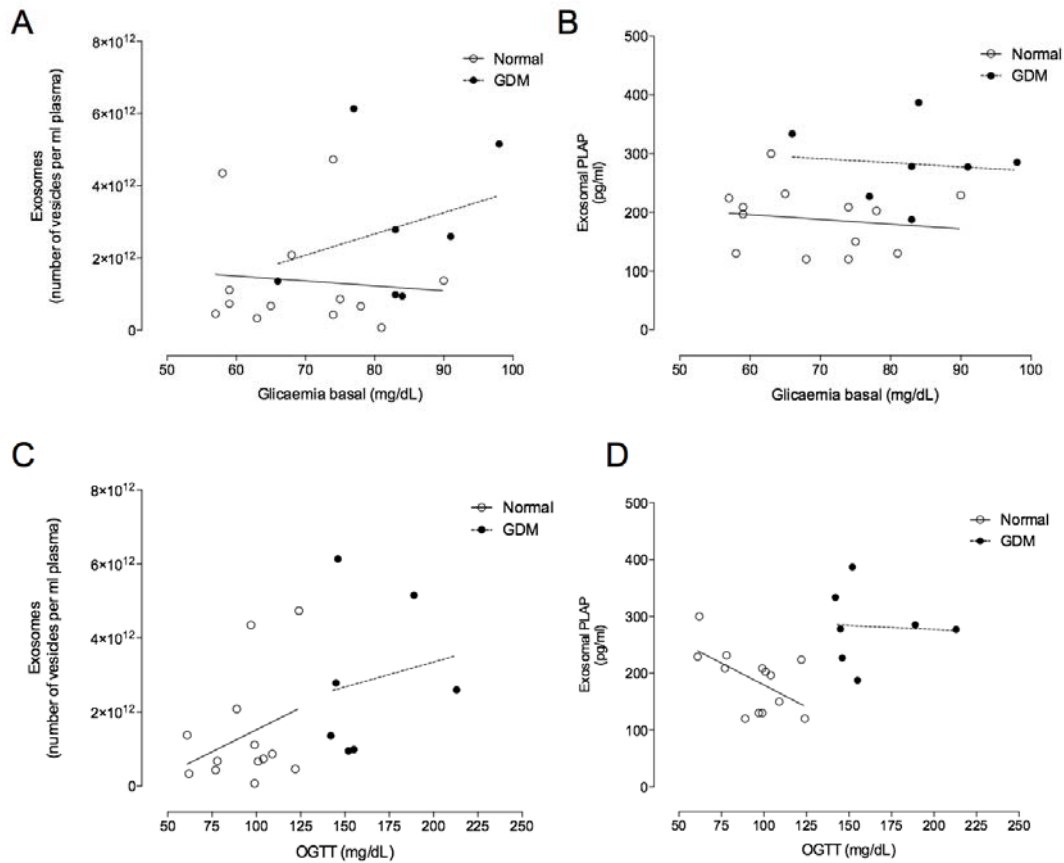 A
Exosomes
(number of vesicles per ml plasma)
8×10¹²
6×10¹²
4×10¹²
2×10¹²
0
Normal
GDM
50 60 70 80 90 100
Glicaemia basal (mg/dL)
B
Exosomal PLAP
(pg/ml)
500
400
300
200
100
0
Normal
GDM
50 60 70 80 90 100
Glicaemia basal (mg/dL)
C
Exosomes
(number of vesicles per ml plasma)
8×10¹²
6×10¹²
4×10¹²
2×10¹²
0
Normal
GDM
50 75 100 125 150 175 200 225 250
OGTT (mg/dL)
D
Exosomal PLAP
(pg/ml)
500
400
300
200
100
0
Normal
GDM
50 75 100 125 150 175 200 225 250
OGTT (mg/dL)